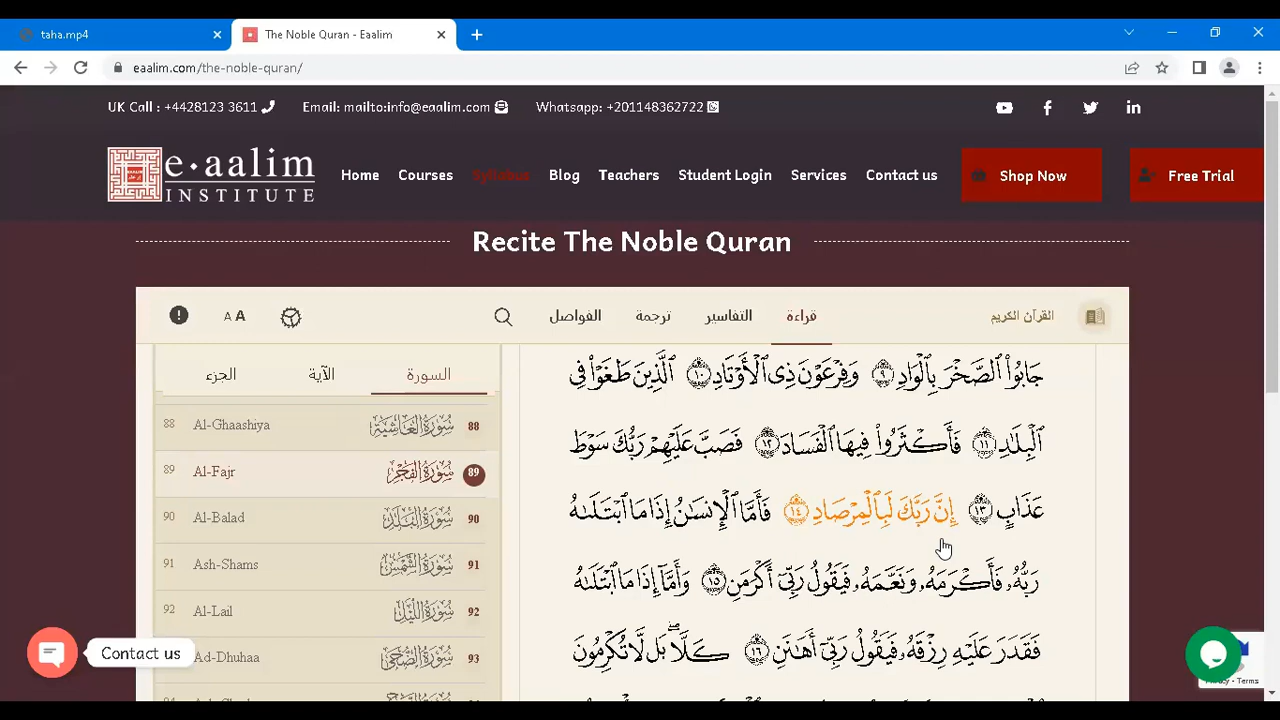 taha.mp4
The Noble Quran - Eaalim
eaalim.com/the-noble-quran/
UK Call : +4428123 3611
Email: mailto:info@eaalim.com
Whatsapp: +201148362722
e·aalim
INSTITUTE
Home
Courses
Syllabus
Blog
Teachers
Student Login
Services
Contact us
Shop Now
Free Trial
Recite The Noble Quran
A A
القرآن الكريم
قراءة
التفاسير
ترجمة
الفواصل
السورة
الآية
الجزء
88 Al-Ghaashiya سُورَةُ الغَاشِيَةِ 88
89 Al-Fajr سُورَةُ الفَجْرِ 89
90 Al-Balad سُورَةُ البَلَدِ 90
91 Ash-Shams سُورَةُ الشَّمْسِ 91
92 Al-Lail سُورَةُ اللَّيْلِ 92
Ad-Dhuhaa سُورَةُ الضُّحَى 93
جَابُوا۟ ٱلصَّخْرَ بِٱلْوَادِ ٩ وَفِرْعَوْنَ ذِى ٱلْأَوْتَادِ ١٠ ٱلَّذِينَ طَغَوْا۟ فِى
ٱلْبِلَٰدِ ١١ فَأَكْثَرُوا۟ فِيهَا ٱلْفَسَادَ ١٢ فَصَبَّ عَلَيْهِمْ رَبُّكَ سَوْطَ
عَذَابٍ ١٣ إِنَّ رَبَّكَ لَبِٱلْمِرْصَادِ ١٤ فَأَمَّا ٱلْإِنسَٰنُ إِذَا مَا ٱبْتَلَىٰهُ
رَبُّهُۥ فَأَكْرَمَهُۥ وَنَعَّمَهُۥ فَيَقُولُ رَبِّىٓ أَكْرَمَنِ ١٥ وَأَمَّآ إِذَا مَا ٱبْتَلَىٰهُ
فَقَدَرَ عَلَيْهِ رِزْقَهُۥ فَيَقُولُ رَبِّىٓ أَهَٰنَنِ ١٦ كَلَّا ۖ بَل لَّا تُكْرِمُونَ
Contact us
Privacy - Terms